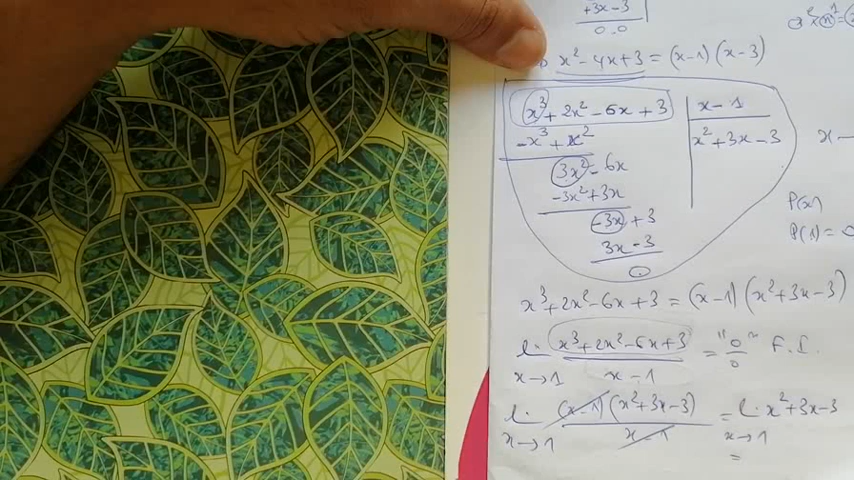 +3x-3
0.0
x²-4x+3 = (x-1)(x-3)
x³+2x²-6x+3 | x-1
-x³+x² | x²+3x-3
3x²-6x
-3x²+3x
-3x+3
3x-3
0
P(x)
P(1) = 0
x³+2x²-6x+3 = (x-1)(x²+3x-3)
l. x³+2x²-6x+3 / x-1 = "0/0" F.I.
x→1
l. (x-1)(x²+3x-3) / x-1 = l. x²+3x-3
x→1 x→1
=